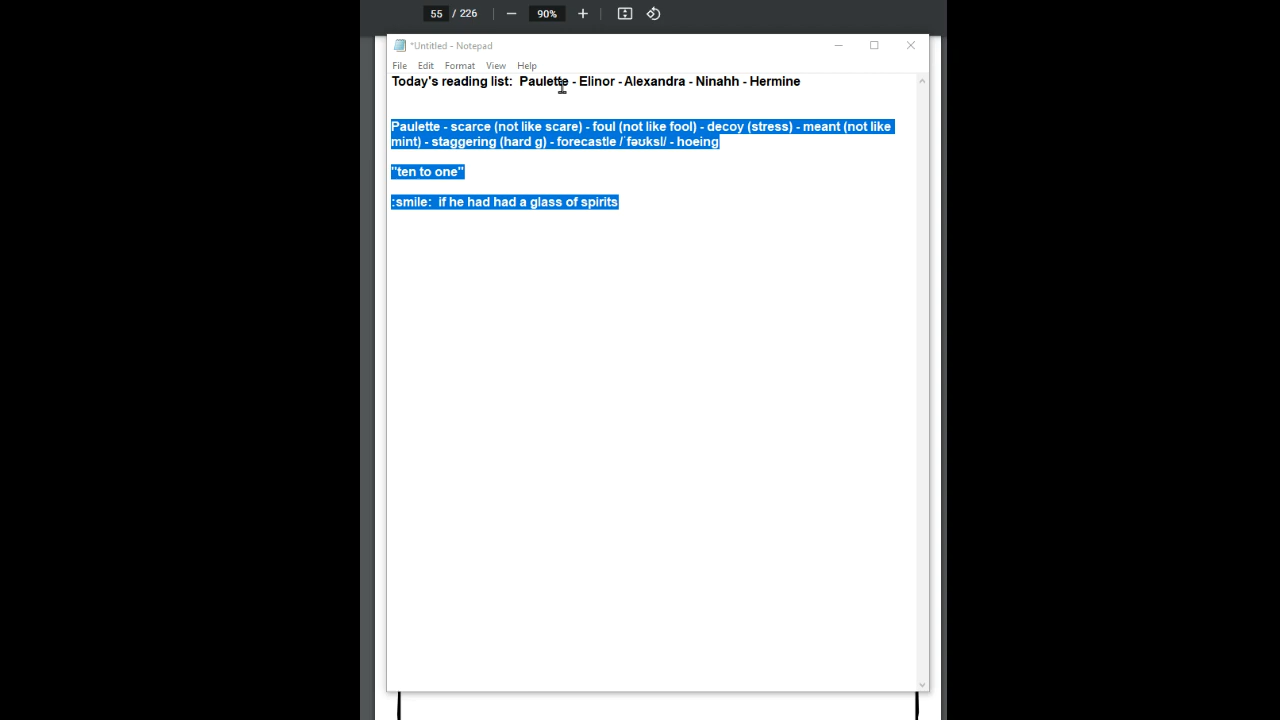 55 / 226 90%
*Untitled - Notepad
File Edit Format View Help
Today's reading list:  Paulette - Elinor - Alexandra - Ninahh - Hermine
Paulette - scarce (not like scare) - foul (not like fool) - decoy (stress) - meant (not like
mint) - staggering (hard g) - forecastle /ˈfəʊksl/ - hoeing
"ten to one"
:smile:  if he had had a glass of spirits